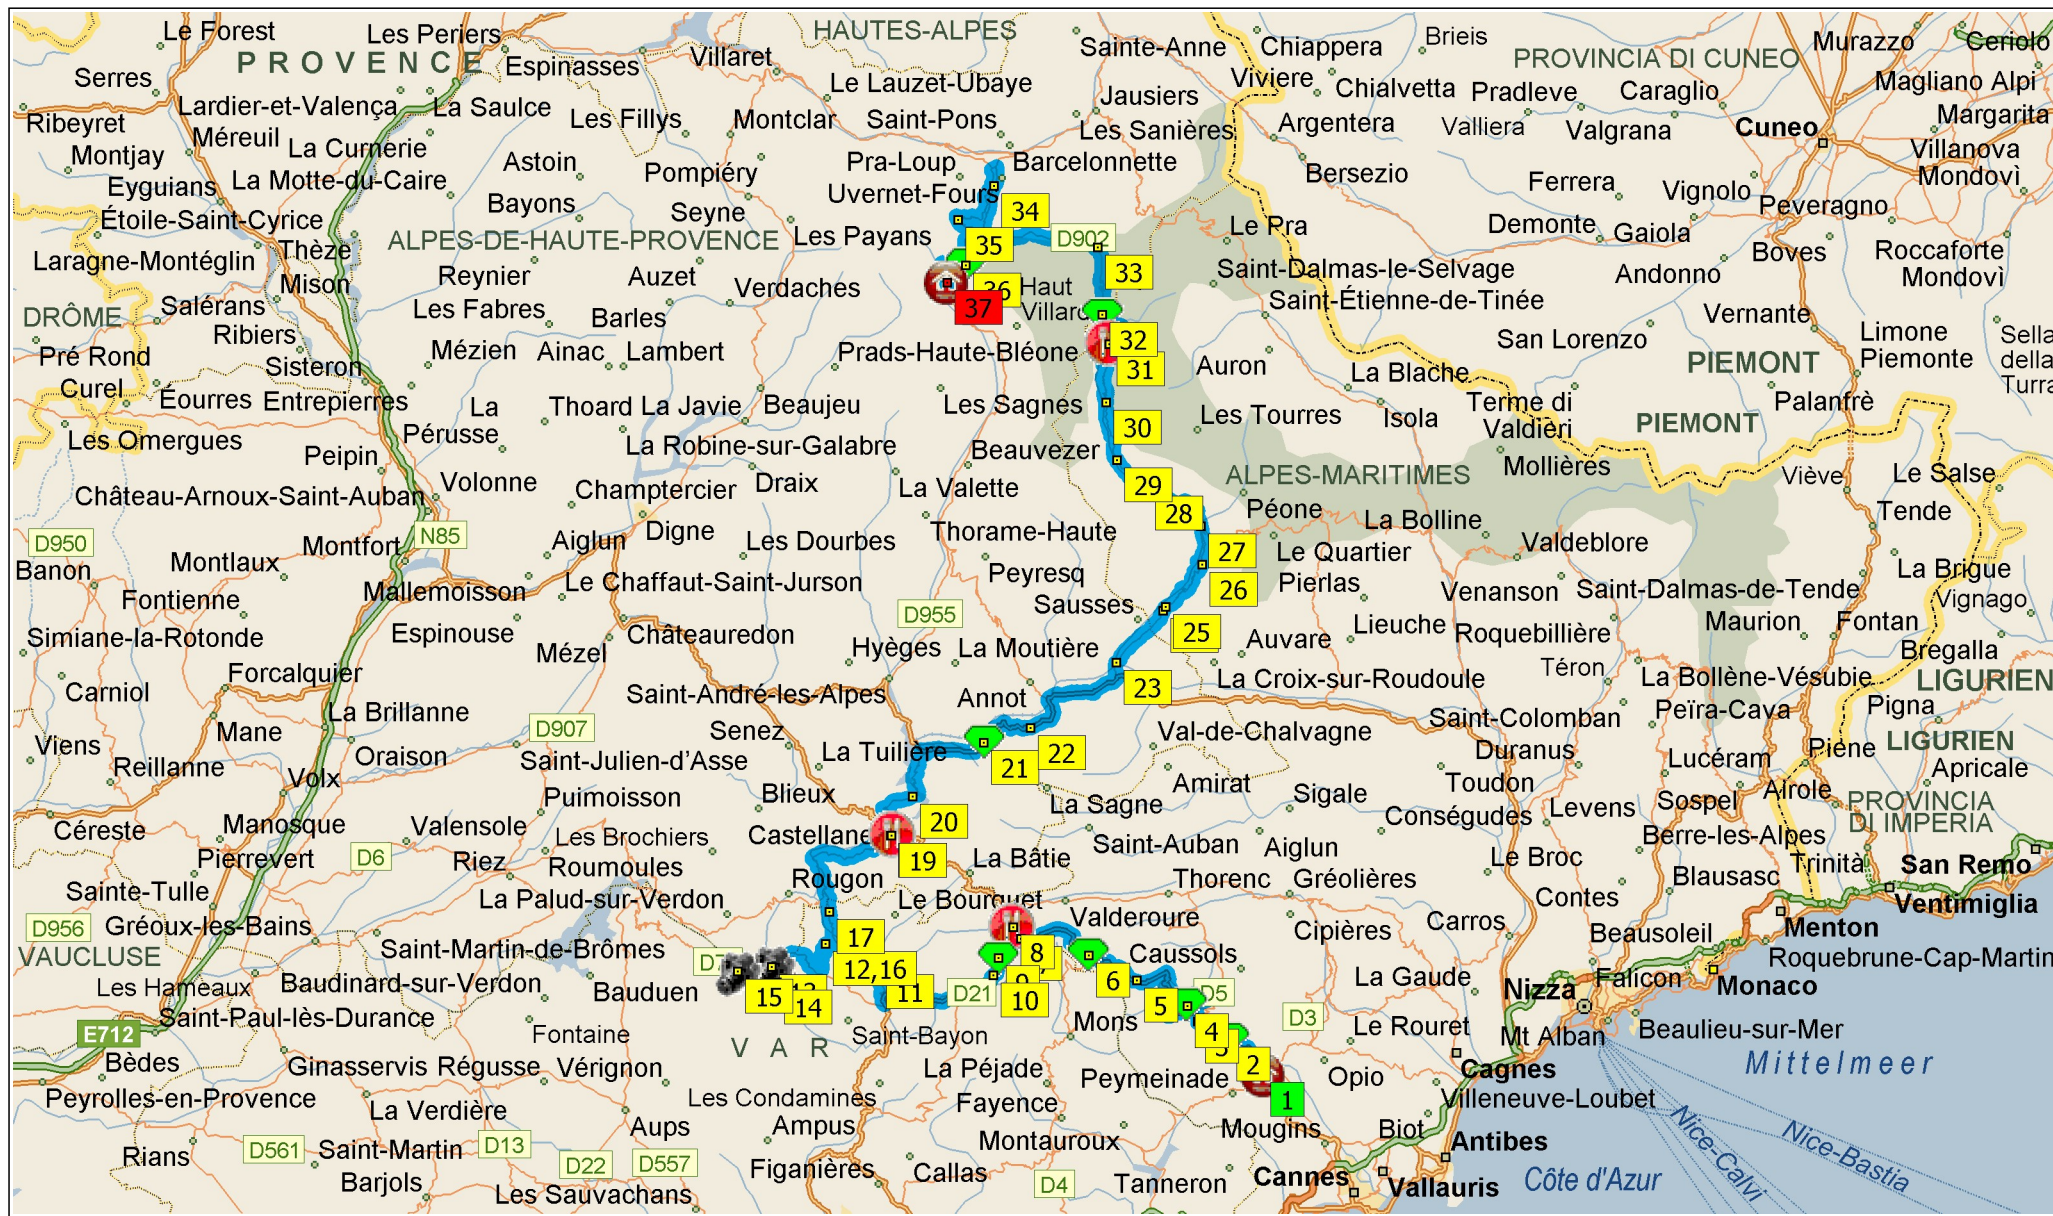 Le Forest
Les Periers
HAUTES-ALPES
Sainte-Anne
Chiappera
Brieis
Murazzo
Ceriolo
PROVENCE
Espinasses
Villaret
PROVINCIA DI CUNEO
Serres
Le Lauzet-Ubaye
Viviere
Chialvetta
Pradleve
Caraglio
Magliano Alpi
Lardier-et-Valença
La Saulce
Les Fillys
Montclar
Saint-Pons
Jausiers
Margarita
Ribeyret
Méreuil
Les Sanières
Argentera
Valliera
Valgrana
Cuneo
Montjay
La Curnerie
Astoin
Pompiéry
Pra-Loup
Barcelonnette
Bersezio
Villanova
Mondovì
Eyguians
La Motte-du-Caire
Uvernet-Fours
Ferrera
Vignolo
Étoile-Saint-Cyrice
Bayons
Seyne
34
Peveragno
Thèze
ALPES-DE-HAUTE-PROVENCE
Les Payans
35
D902
Le Pra
Demonte
Gaiola
Boves
Roccaforte
Mondovì
Laragne-Montéglin
Mison
Reynier
Auzet
Verdaches
36
37
Haut
Villard
33
Saint-Dalmas-le-Selvage
Andonno
Salérans
Les Fabres
Barles
Saint-Étienne-de-Tinée
Vernante
DRÔME
Ribiers
San Lorenzo
Limone
Piemonte
Sella
della
Turra
Pré Rond
Sisteron
Mézien
Ainac
Lambert
Prads-Haute-Bléone
32
31
Auron
La Blache
PIEMONT
Curel
Éourres
Entrepierres
La
Pérusse
Thoard
La Javie
Beaujeu
Les Sagnes
30
Les Tourres
Isola
Terme di
Valdieri
Palanfrè
PIEMONT
Les Omergues
Peipin
La Robine-sur-Galabre
Beauvezer
Mollières
Viève
Le Salse
Château-Arnoux-Saint-Auban
Volonne
Champtercier
Draix
La Valette
29
28
ALPES-MARITIMES
Péone
La Bolline
Tende
D950
Banon
Montlaux
Montfort
N85
Aiglun
Digne
Les Dourbes
Thorame-Haute
27
Le Quartier
Valdeblore
La Brigue
Fontienne
Mallemoisson
Le Chaffaut-Saint-Jurson
Peyresq
26
Pierlas
Venanson
Saint-Dalmas-de-Tende
Vignago
Simiane-la-Rotonde
Espinouse
Châteauredon
D955
Sausses
25
Auvare
Lieuche
Roquebillière
Maurion
Fontan
Forcalquier
Mézel
Hyèges
La Moutière
Téron
Bregalla
Carniol
Saint-André-les-Alpes
Annot
23
La Croix-sur-Roudoule
La Bollène-Vésubie
LIGURIEN
Mane
La Brillanne
D907
Senez
Val-de-Chalvagne
Saint-Colomban
Peïra-Cava
Pigna
Viens
Reillanne
Volx
Oraison
Saint-Julien-d'Asse
La Tuilière
21
22
Duranus
Lucéram
Piène
LIGURIEN
Apricale
Puimoisson
Blieux
La Sagne
Amirat
Sigale
Toudon
Levens
Sospel
Airole
PROVINCIA
DI IMPERIA
Céreste
Manosque
Valensole
Les Brochiers
Castellane
20
19
Conségudes
Berre-les-Alpes
Pierrevert
D6
Riez
Roumoules
La Bâtie
Saint-Auban
Aiglun
Le Broc
Trinità
San Remo
Sainte-Tulle
La Palud-sur-Verdon
Rougon
Le Bourguet
Thorenc
Gréolières
Contes
Blausasc
Ventimiglia
D956
Gréoux-les-Bains
Valderoure
Cipières
Carros
Beausoleil
Menton
VAUCLUSE
Saint-Martin-de-Brômes
17
8
Caussols
Roquebrune-Cap-Martin
Les Hameaux
Baudinard-sur-Verdon
Bauduen
12,16
11
D21
9
10
6
5
D5
La Gaude
Nizza
Falicon
Monaco
15
14
Saint-Paul-lès-Durance
E712
Fontaine
VAR
Saint-Bayon
Mons
4
D3
Le Rouret
Mt Alban
Beaulieu-sur-Mer
Bèdes
Ginasservis
Régusse
Vérignon
La Péjade
Peymeinade
2
1
Opio
Cagnes
Mittelmeer
Peyrolles-en-Provence
La Verdière
Les Condamines
Fayence
Villeneuve-Loubet
Rians
D561
Saint-Martin
D13
Aups
Ampus
Montauroux
Mougins
Biot
Antibes
Nice-Calvi
Nice-Bastia
Barjols
D22
D557
Figanières
Callas
D4
Tanneron
Cannes
Vallauris
Côte d'Azur
Les Sauvachans